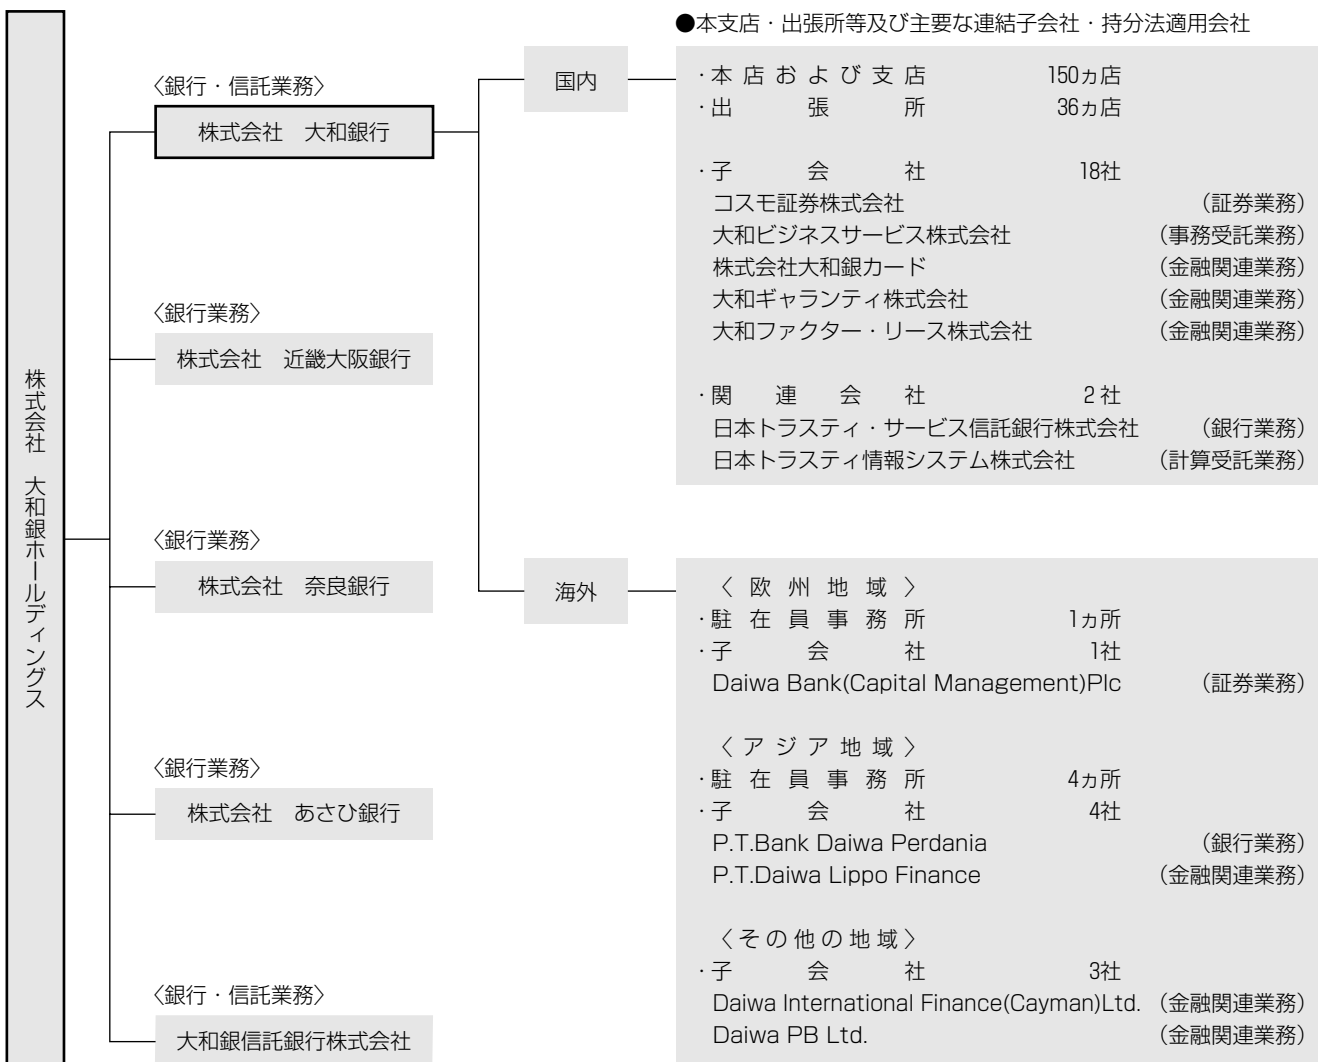 ●本支店・出張所等及び主要な連結子会社・持分法適用会社
株式会社 大和銀ホールディングス
〈銀行・信託業務〉
株式会社 大和銀行
〈銀行業務〉
株式会社 近畿大阪銀行
〈銀行業務〉
株式会社 奈良銀行
〈銀行業務〉
株式会社 あさひ銀行
〈銀行・信託業務〉
大和銀信託銀行株式会社
国内
・本店および支店 150ヵ店
・出張所 36ヵ店
・子会社 18社
コスモ証券株式会社 (証券業務)
大和ビジネスサービス株式会社 (事務受託業務)
株式会社大和銀カード (金融関連業務)
大和ギャランティ株式会社 (金融関連業務)
大和ファクター・リース株式会社 (金融関連業務)
・関連会社 2社
日本トラスティ・サービス信託銀行株式会社 (銀行業務)
日本トラスティ情報システム株式会社 (計算受託業務)
海外
〈欧州地域〉
・駐在員事務所 1ヵ所
・子会社 1社
Daiwa Bank(Capital Management)Plc (証券業務)
〈アジア地域〉
・駐在員事務所 4ヵ所
・子会社 4社
P.T.Bank Daiwa Perdania (銀行業務)
P.T.Daiwa Lippo Finance (金融関連業務)
〈その他の地域〉
・子会社 3社
Daiwa International Finance(Cayman)Ltd. (金融関連業務)
Daiwa PB Ltd. (金融関連業務)